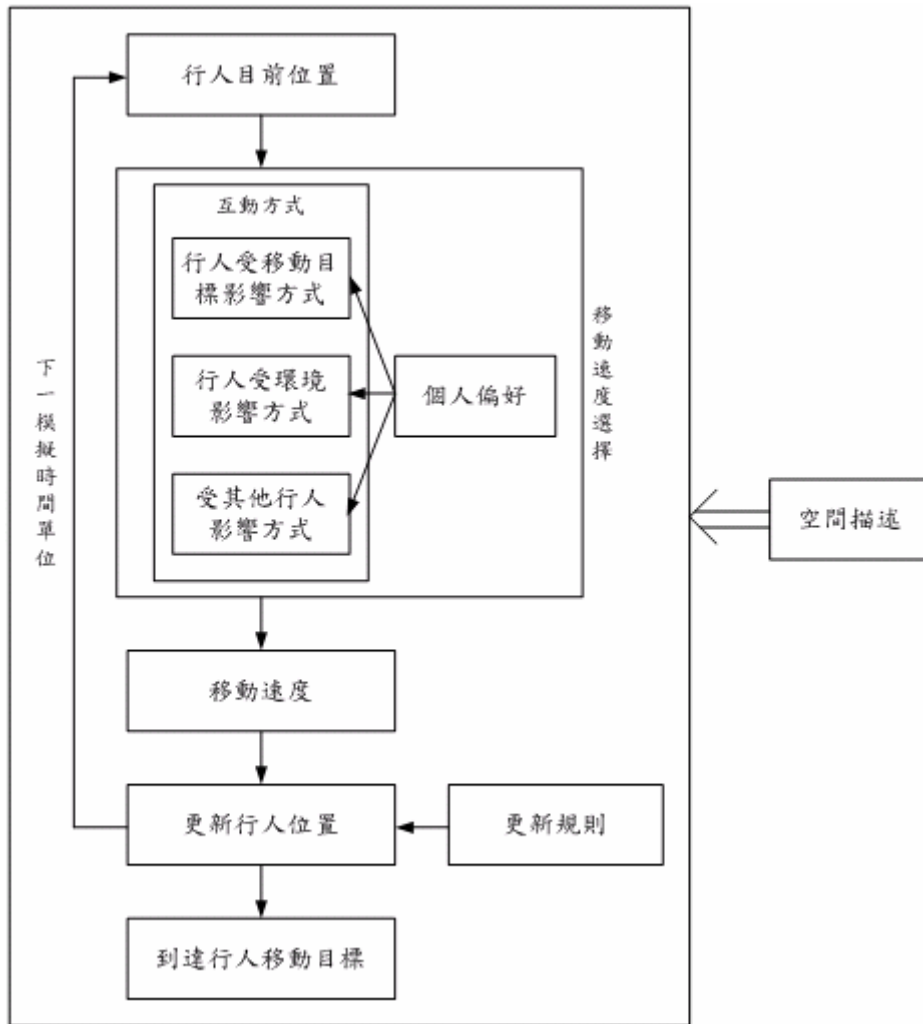 行人目前位置
互動方式
行人受移動目
標影響方式
行人受環境
影響方式
受其他行人
影響方式
個人偏好
移動速度選擇
下一模擬時間單位
空間描述
移動速度
更新行人位置
更新規則
到達行人移動目標